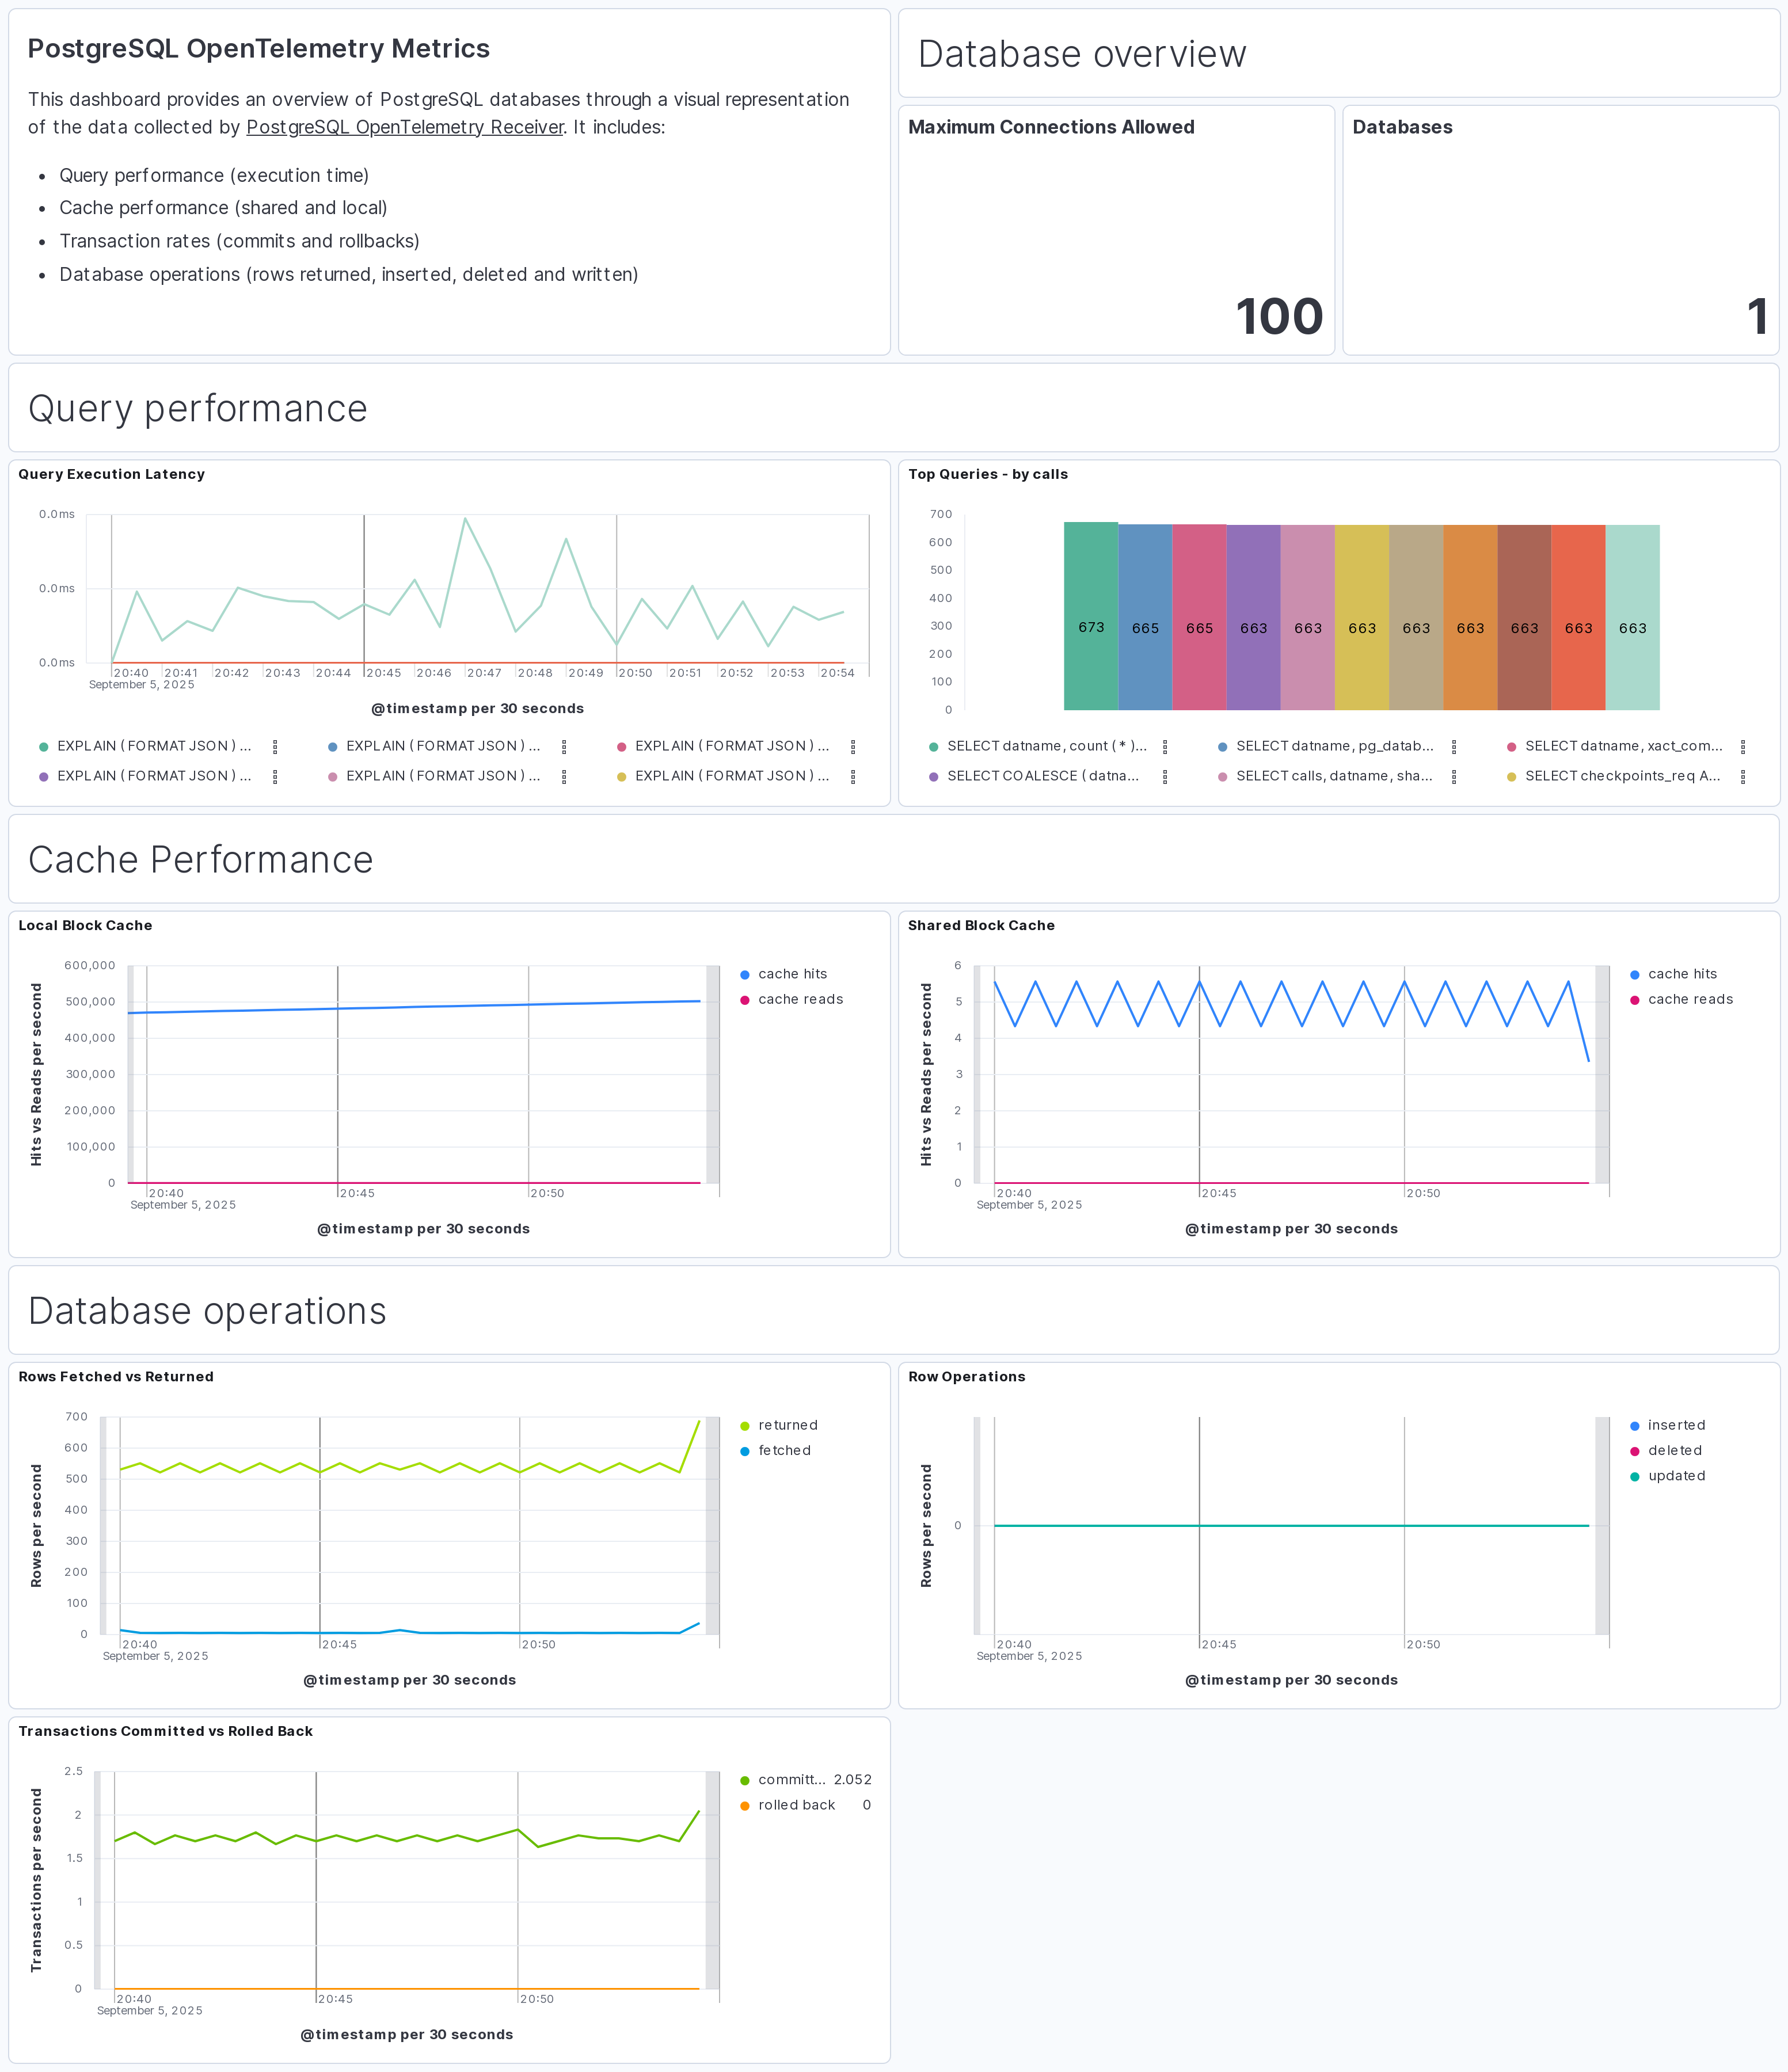 PostgreSQL OpenTelemetry Metrics
This dashboard provides an overview of PostgreSQL databases through a visual representation
of the data collected by PostgreSQL OpenTelemetry Receiver. It includes:
• Query performance (execution time)
• Cache performance (shared and local)
• Transaction rates (commits and rollbacks)
• Database operations (rows returned, inserted, deleted and written)
Database overview
Maximum Connections Allowed
100
Databases
1
Query performance
Query Execution Latency
0.0ms
0.0ms
0.0ms
20:40 20:41 20:42 20:43 20:44 20:45 20:46 20:47 20:48 20:49 20:50 20:51 20:52 20:53 20:54
September 5, 2025
@timestamp per 30 seconds
EXPLAIN ( FORMAT JSON ) ... EXPLAIN ( FORMAT JSON ) ... EXPLAIN ( FORMAT JSON ) ...
EXPLAIN ( FORMAT JSON ) ... EXPLAIN ( FORMAT JSON ) ... EXPLAIN ( FORMAT JSON ) ...
Top Queries - by calls
700
600
500
400
300
200
100
0
673 665 665 663 663 663 663 663 663 663 663
SELECT datname, count ( * )... SELECT datname, pg_datab... SELECT datname, xact_com...
SELECT COALESCE ( datna... SELECT calls, datname, sha... SELECT checkpoints_req A...
Cache Performance
Local Block Cache
Hits vs Reads per second
600,000
500,000
400,000
300,000
200,000
100,000
0
20:40 20:45 20:50
September 5, 2025
@timestamp per 30 seconds
cache hits
cache reads
Shared Block Cache
Hits vs Reads per second
6
5
4
3
2
1
0
20:40 20:45 20:50
September 5, 2025
@timestamp per 30 seconds
cache hits
cache reads
Database operations
Rows Fetched vs Returned
Rows per second
700
600
500
400
300
200
100
0
20:40 20:45 20:50
September 5, 2025
@timestamp per 30 seconds
returned
fetched
Row Operations
Rows per second
0
20:40 20:45 20:50
September 5, 2025
@timestamp per 30 seconds
inserted
deleted
updated
Transactions Committed vs Rolled Back
Transactions per second
2.5
2
1.5
1
0.5
0
20:40 20:45 20:50
September 5, 2025
@timestamp per 30 seconds
committ... 2.052
rolled back 0